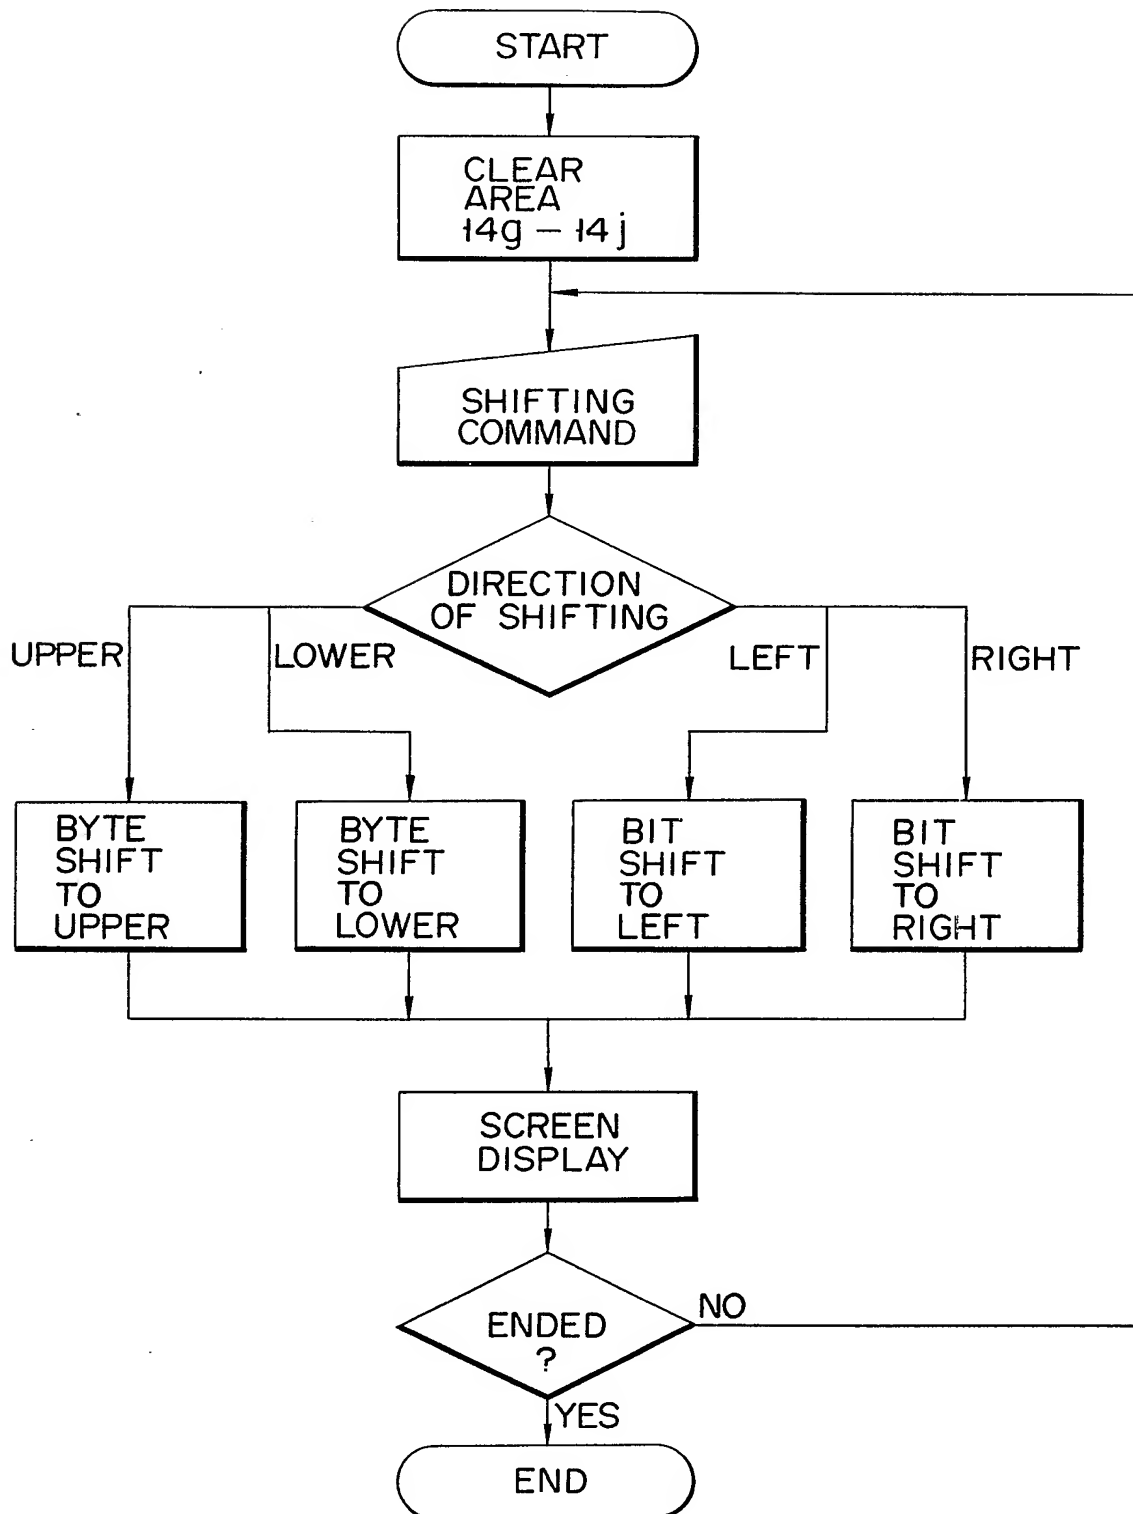 START
CLEAR
AREA
14g – 14j
SHIFTING
COMMAND
DIRECTION
OF SHIFTING
UPPER
LOWER
LEFT
RIGHT
BYTE
SHIFT
TO
UPPER
BYTE
SHIFT
TO
LOWER
BIT
SHIFT
TO
LEFT
BIT
SHIFT
TO
RIGHT
SCREEN
DISPLAY
ENDED
?
NO
YES
END